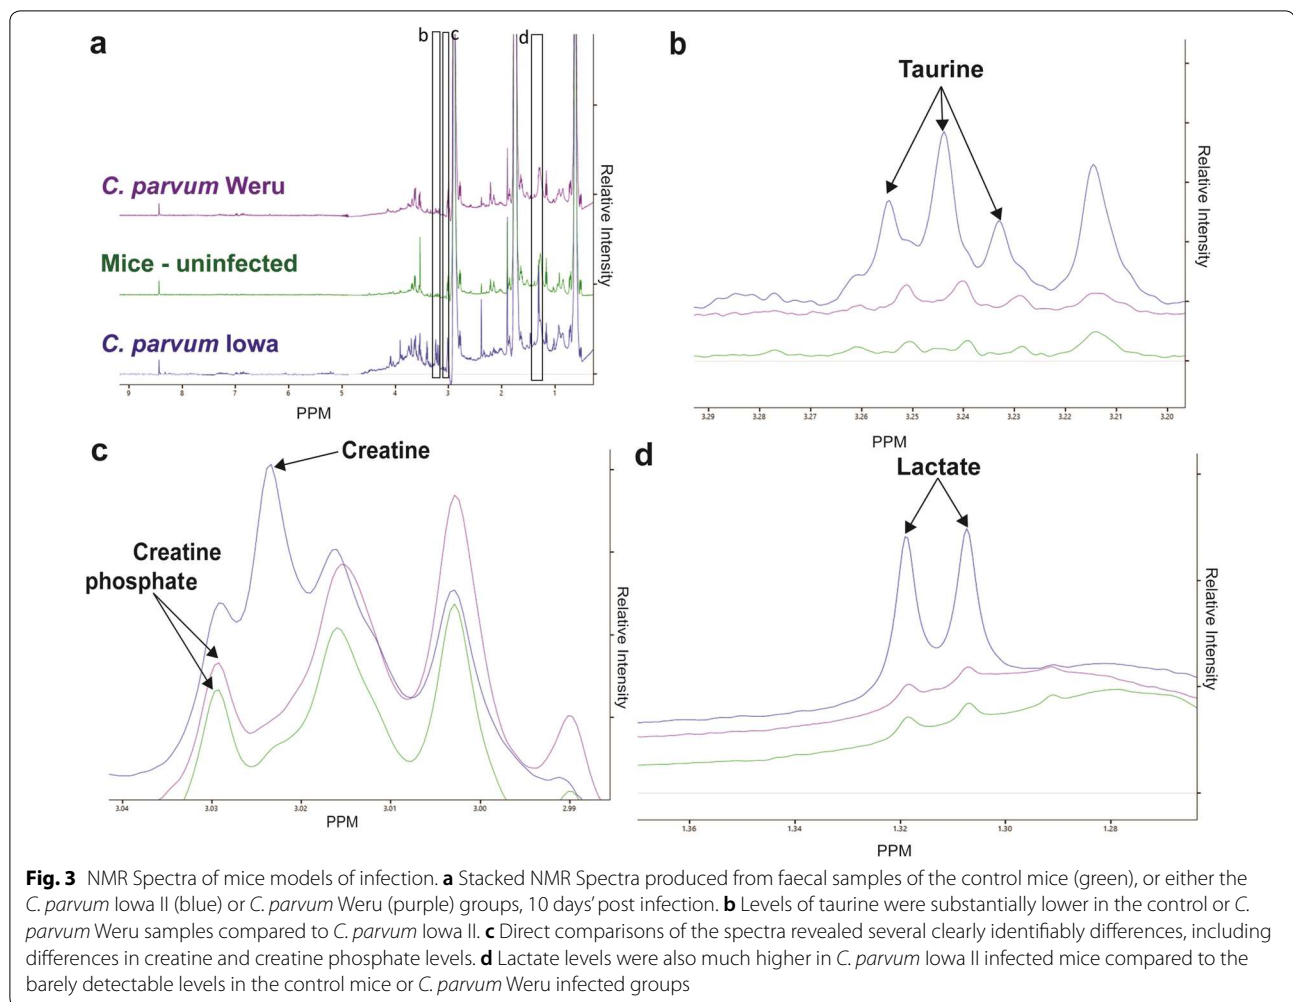 a
b
c
d
C. parvum Weru
Mice - uninfected
C. parvum Iowa
Relative Intensity
9 8 7 6 5 4 3 2 1
PPM
b
Taurine
Relative Intensity
3.29 3.28 3.27 3.26 3.25 3.24 3.23 3.22 3.21 3.20
PPM
c
Creatine
Creatine
phosphate
Relative Intensity
3.04 3.03 3.02 3.01 3.00 2.99
PPM
d
Lactate
Relative Intensity
1.36 1.34 1.32 1.30 1.28
PPM
Fig. 3 NMR Spectra of mice models of infection. a Stacked NMR Spectra produced from faecal samples of the control mice (green), or either the
C. parvum Iowa II (blue) or C. parvum Weru (purple) groups, 10 days' post infection. b Levels of taurine were substantially lower in the control or C.
parvum Weru samples compared to C. parvum Iowa II. c Direct comparisons of the spectra revealed several clearly identifiably differences, including
differences in creatine and creatine phosphate levels. d Lactate levels were also much higher in C. parvum Iowa II infected mice compared to the
barely detectable levels in the control mice or C. parvum Weru infected groups